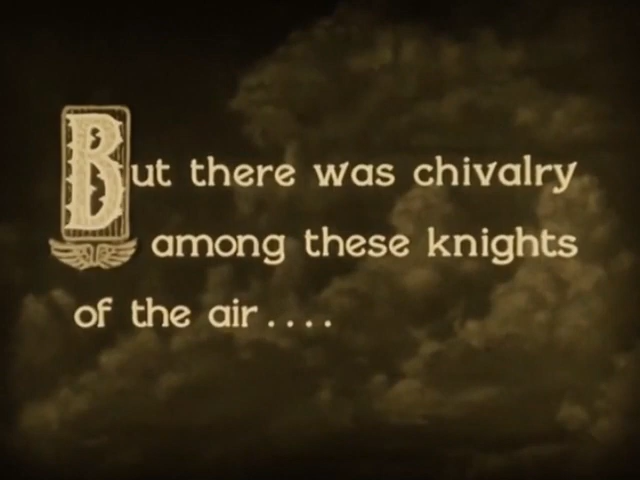 But there was chivalry
among these knights
of the air....